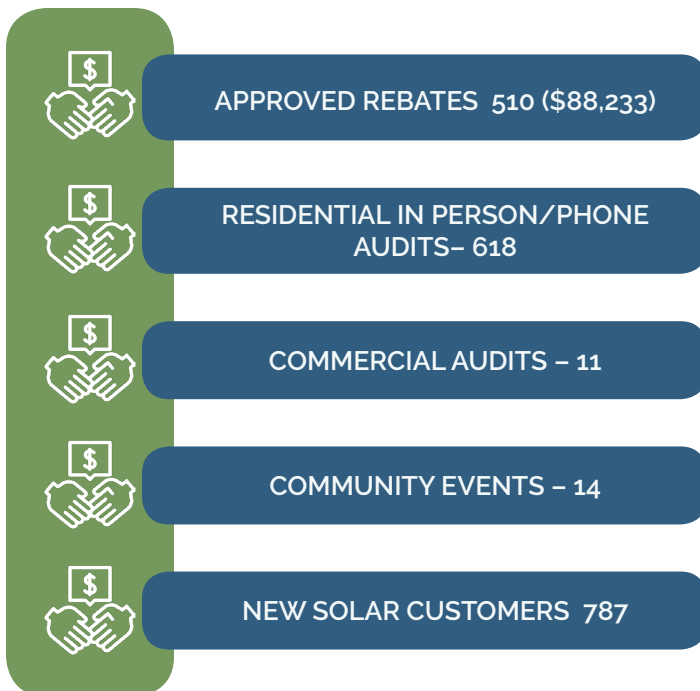 $
APPROVED REBATES 510 ($88,233)
$
RESIDENTIAL IN PERSON/PHONE
AUDITS– 618
$
COMMERCIAL AUDITS – 11
$
COMMUNITY EVENTS – 14
$
NEW SOLAR CUSTOMERS 787